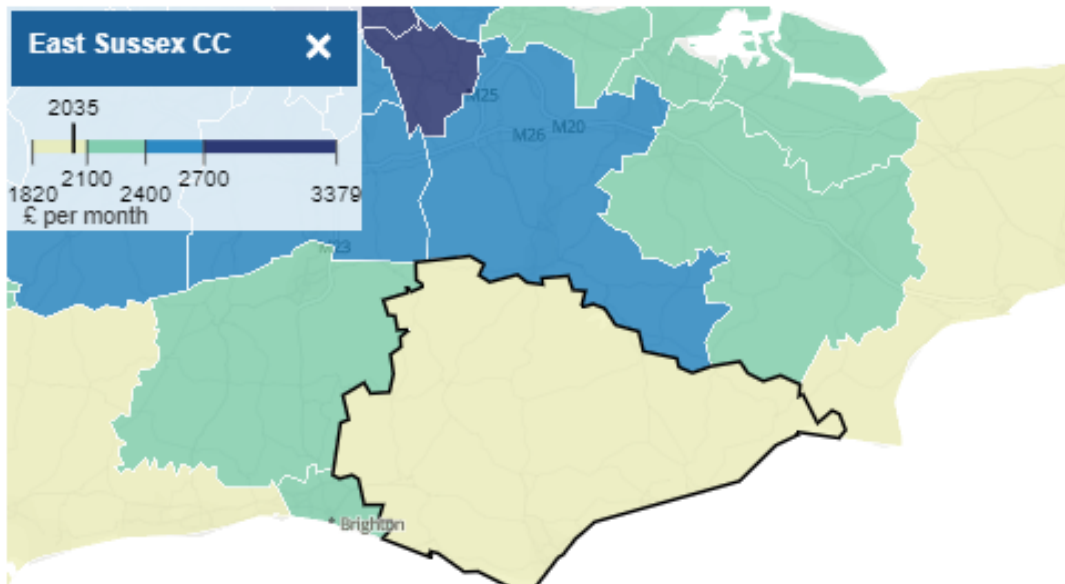 East Sussex CC ×
2035
1820 2100 2400 2700 3379
£ per month
M25
M26 M20
M23
Brighton